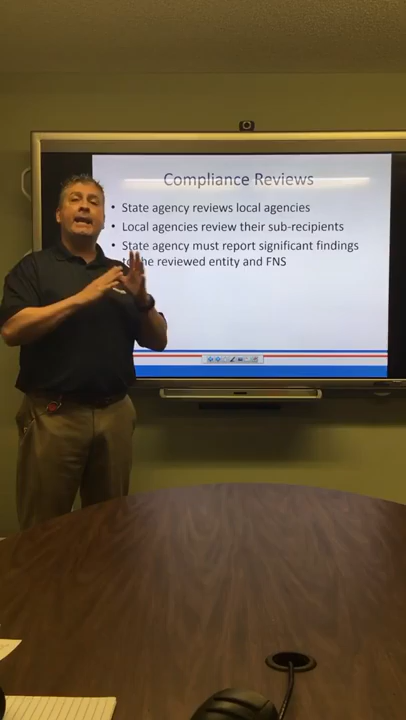 Compliance Reviews
• State agency reviews local agencies
• Local agencies review their sub-recipients
• State agency must report significant findings
the reviewed entity and FNS